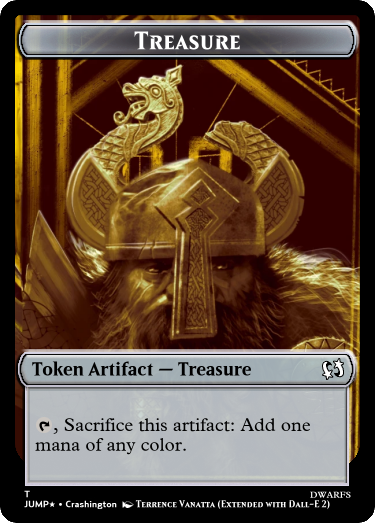 Treasure
Token Artifact — Treasure
, Sacrifice this artifact: Add one
mana of any color.
T
DWARFS
JUMP★ • Crashington Terrence Vanatta (Extended with Dall-E 2)